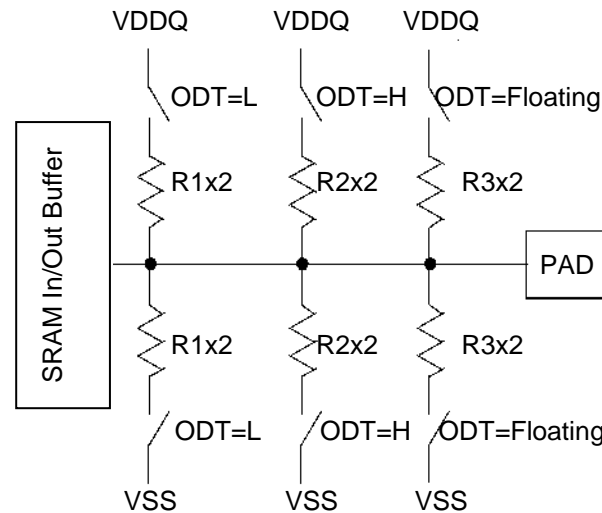 VDDQ VDDQ VDDQ
ODT=L ODT=H ODT=Floating
R1x2 R2x2 R3x2
SRAM In/Out Buffer
PAD
R1x2 R2x2 R3x2
ODT=L ODT=H ODT=Floating
VSS VSS VSS